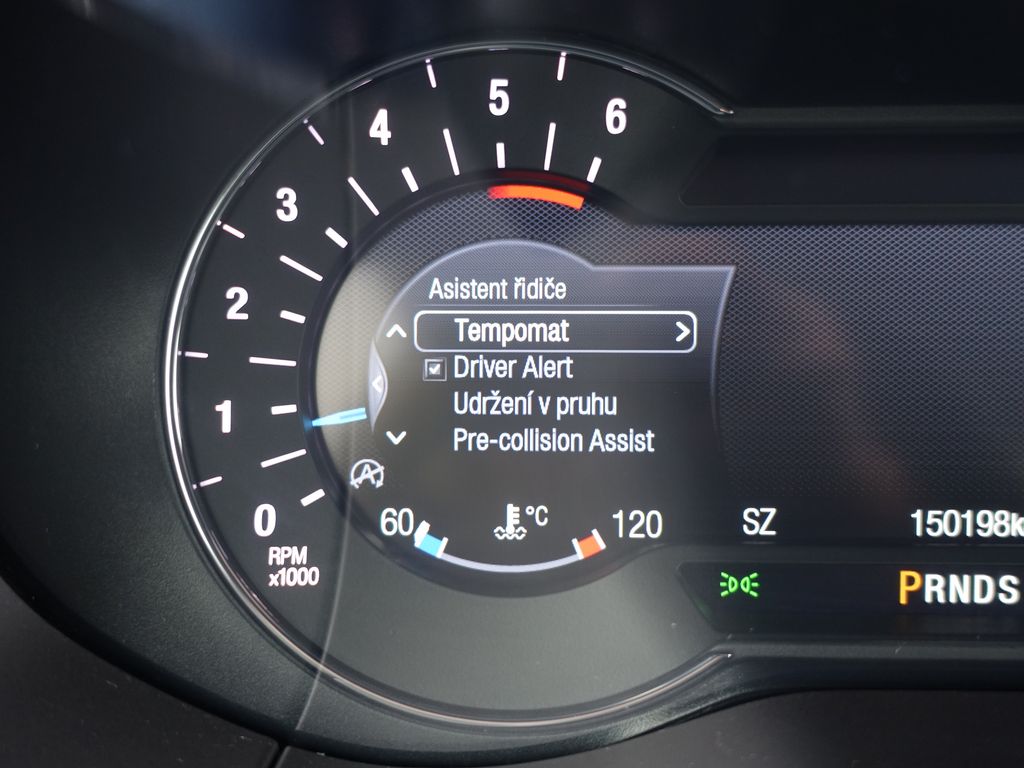 6
5
4
3
2
1
0
RPM
x1000
Asistent řidiče
Tempomat
Driver Alert
Udržení v pruhu
Pre-collision Assist
A
60 °C 120
SZ 150198k
PRNDS